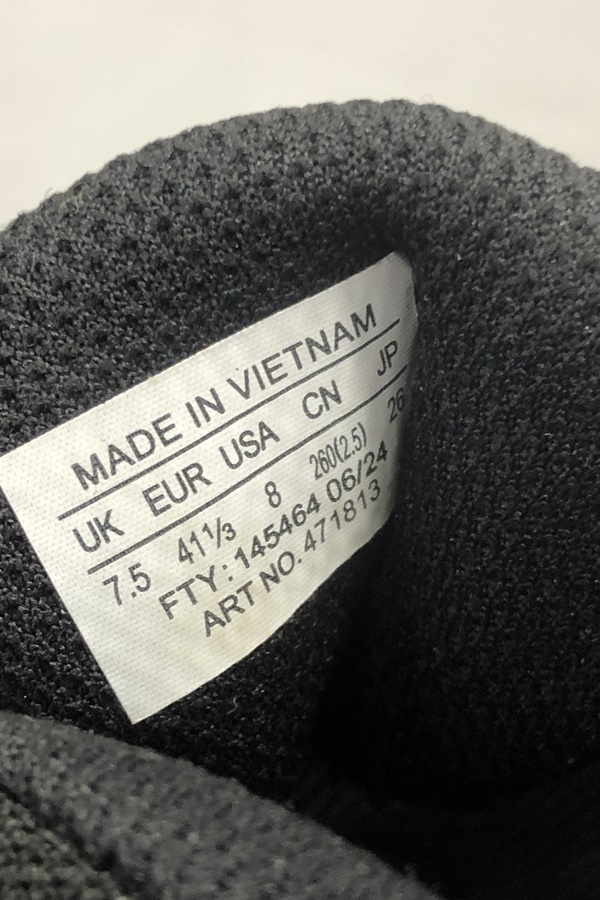 MADE IN VIETNAM
UK EUR USA CN JP
7.5 41⅓ 8 260(2.5) 26
FTY: 145464 06/24
ART NO. 471813